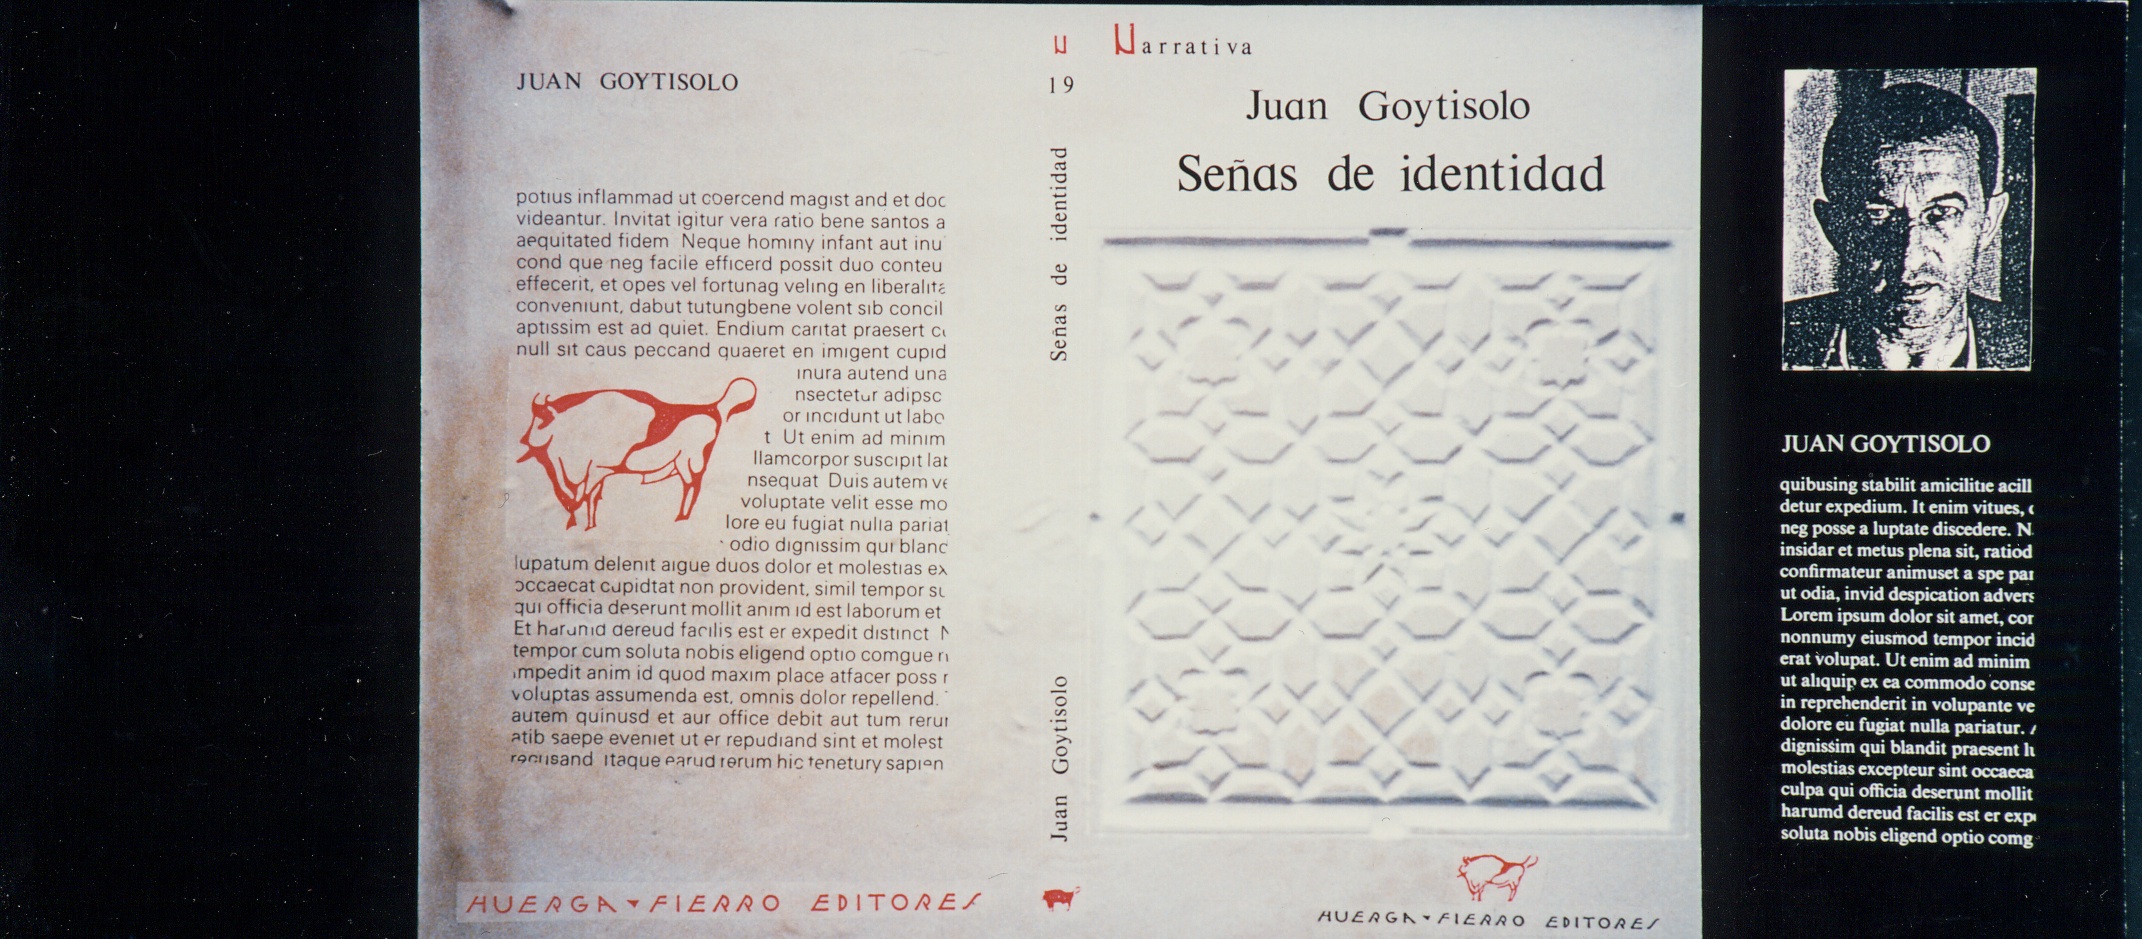 JUAN GOYTISOLO
potius inflammad ut coercend magist and et doc
videantur. Invitat igitur vera ratio bene santos a
aequitated fidem Neque hominy infant aut inu
cond que neg facile efficerd possit duo conteu
effecerit, et opes vel fortunag veling en liberalita
conveniunt, dabut tutungbene volent sib concil
aptissim est ad quiet. Endium caritat praesert cu
null sit caus peccand quaeret en imigent cupid
inura autend una
nsectetur adipsc
or incidunt ut labo
t Ut enim ad minim
llamcorpor suscipit lat
nsequat Duis autem ve
voluptate velit esse mo
lore eu fugiat nulla pariat
odio dignissim qui blanc
lupatum delenit aigue duos dolor et molestias ex
occaecat cupidtat non provident, simil tempor su
qui officia deserunt mollit anim id est laborum et
Et harunid dereud facilis est er expedit distinct N
tempor cum soluta nobis eligend optio comgue ni
impedit anim id quod maxim place atfacer poss r
voluptas assumenda est, omnis dolor repellend.
autem quinusd et aur office debit aut tum rerur
atib saepe eveniet ut er repudiand sint et molest
recusand Itaque earud rerum hic tenetury sapien
HUERGA FIERRO EDITORES
N
19
Señas de identidad
Juan Goytisolo
Narrativa
Juan Goytisolo
Señas de identidad
HUERGA FIERRO EDITORES
JUAN GOYTISOLO
quibusing stabilit amicilitie acill
detur expedium. It enim vitues,
neg posse a luptate discedere. N
insidar et metus plena sit, ratiod
confirmateur animuset a spe par
ut odia, invid despication advers
Lorem ipsum dolor sit amet, cor
nonnumy eiusmod tempor incid
erat volupat. Ut enim ad minim
ut aliquip ex ea commodo conse
in reprehenderit in volupante ve
dolore eu fugiat nulla pariatur.
dignissim qui blandit praesent lu
molestias excepteur sint occaeca
culpa qui officia deserunt mollit
harumd dereud facilis est er expe
soluta nobis eligend optio comg